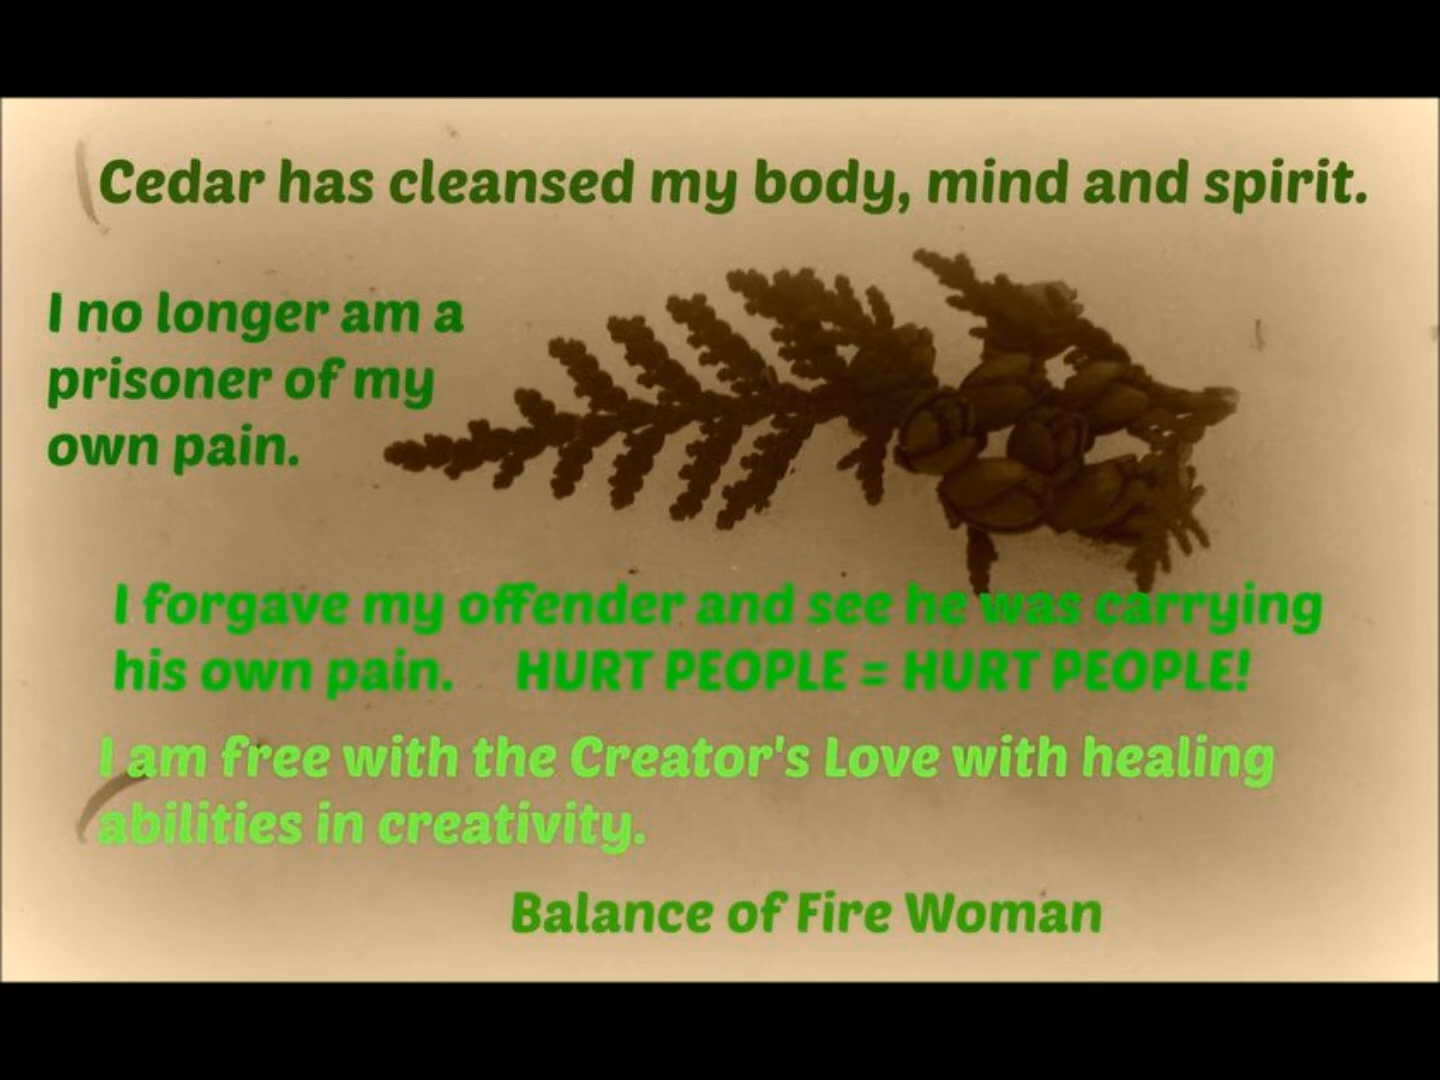 Cedar has cleansed my body, mind and spirit.
I no longer am a
prisoner of my
own pain.
I forgave my offender and see he was carrying
his own pain. HURT PEOPLE = HURT PEOPLE!
I am free with the Creator's Love with healing
abilities in creativity.
Balance of Fire Woman